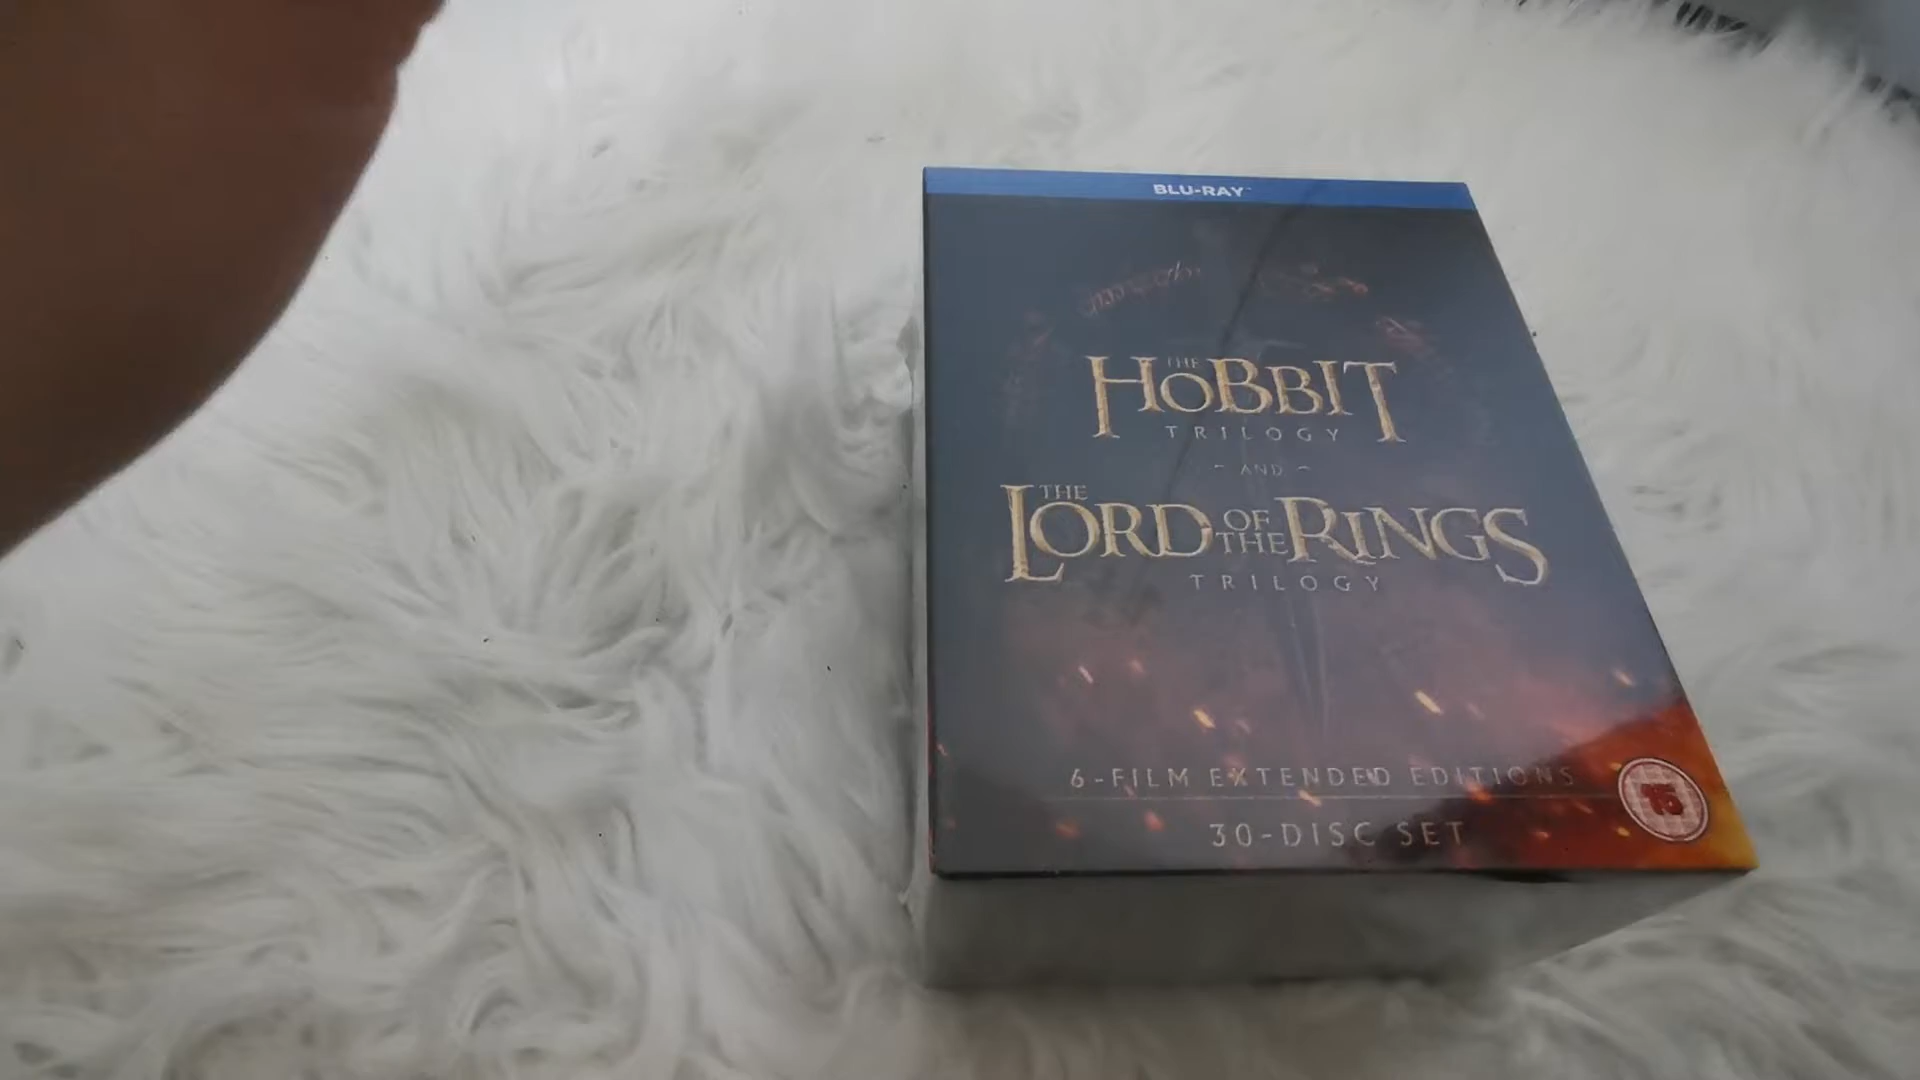 BLU-RAY™
THE
HOBBIT
TRILOGY
- AND -
THE
LORD OF THE RINGS
TRILOGY
6-FILM EXTENDED EDITIONS
30-DISC SET
15